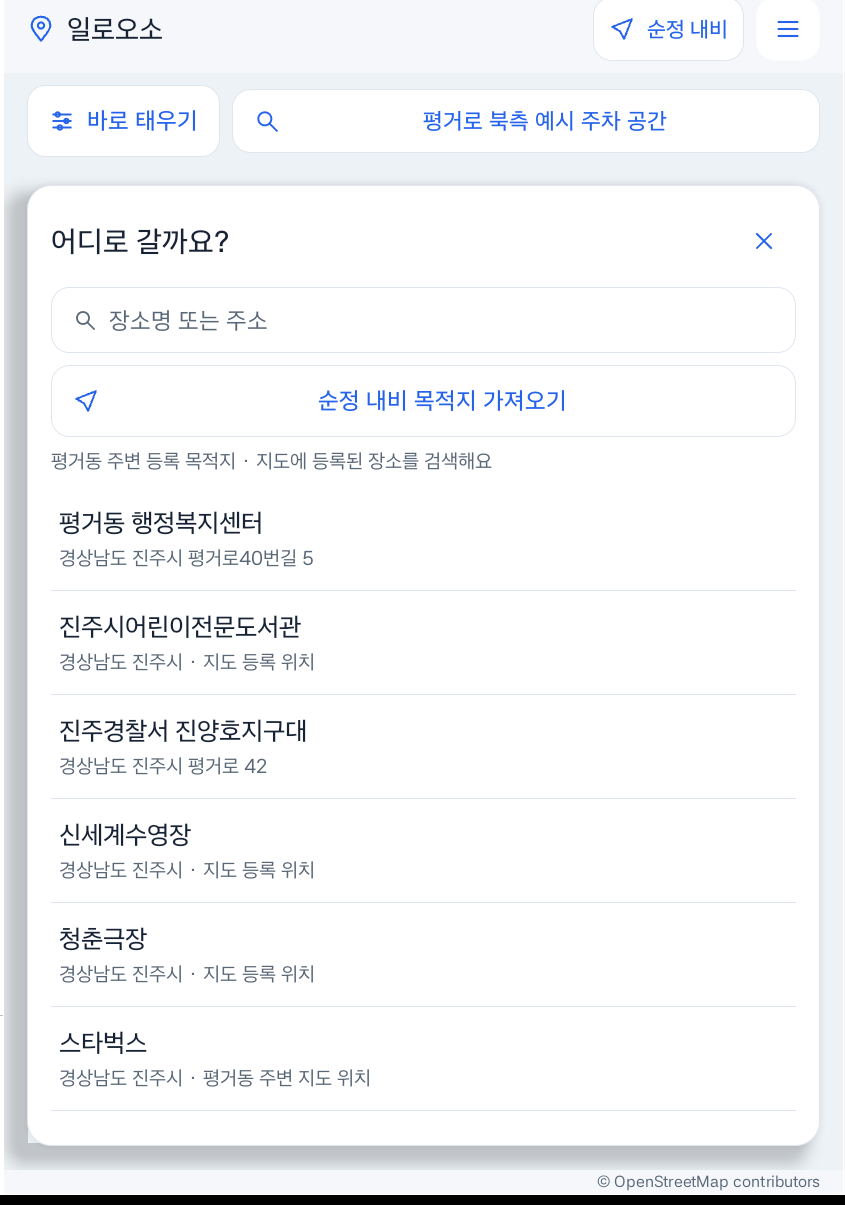 일로오소
순정 내비
바로 태우기
평거로 북측 예시 주차 공간
어디로 갈까요?
장소명 또는 주소
순정 내비 목적지 가져오기
평거동 주변 등록 목적지 · 지도에 등록된 장소를 검색해요
평거동 행정복지센터
경상남도 진주시 평거로40번길 5
진주시어린이전문도서관
경상남도 진주시 · 지도 등록 위치
진주경찰서 진양호지구대
경상남도 진주시 평거로 42
신세계수영장
경상남도 진주시 · 지도 등록 위치
청춘극장
경상남도 진주시 · 지도 등록 위치
스타벅스
경상남도 진주시 · 평거동 주변 지도 위치
© OpenStreetMap contributors